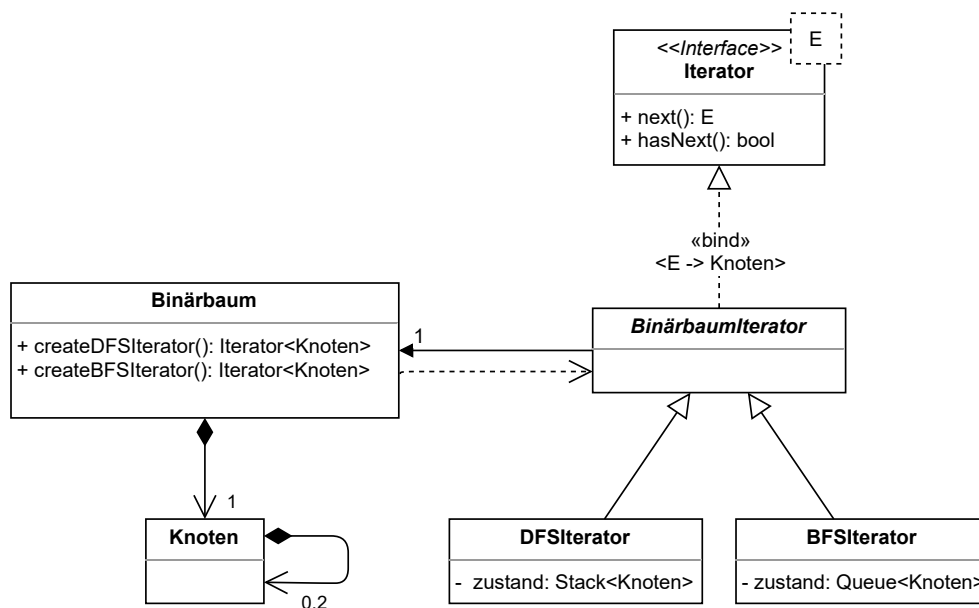 E
<<Interface>>
Iterator
+ next(): E
+ hasNext(): bool
«bind»
<E -> Knoten>
Binärbaum
+ createDFSIterator(): Iterator<Knoten>
+ createBFSIterator(): Iterator<Knoten>
1
BinärbaumIterator
1
Knoten
0,2
DFSIterator
- zustand: Stack<Knoten>
BFSIterator
- zustand: Queue<Knoten>